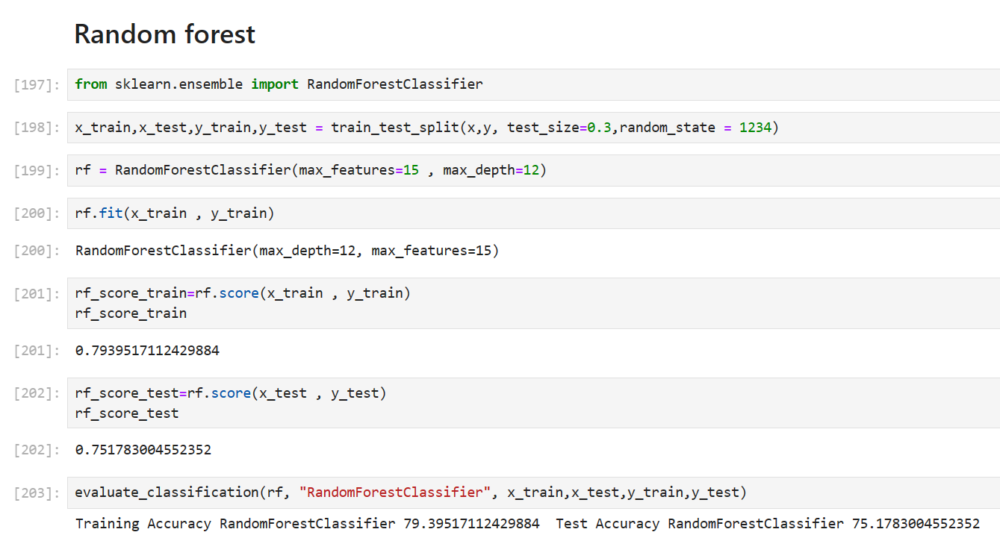 Random forest
[197]: from sklearn.ensemble import RandomForestClassifier
[198]: x_train,x_test,y_train,y_test = train_test_split(x,y, test_size=0.3,random_state = 1234)
[199]: rf = RandomForestClassifier(max_features=15 , max_depth=12)
[200]: rf.fit(x_train , y_train)
[200]: RandomForestClassifier(max_depth=12, max_features=15)
[201]: rf_score_train=rf.score(x_train , y_train)
rf_score_train
[201]: 0.7939517112429884
[202]: rf_score_test=rf.score(x_test , y_test)
rf_score_test
[202]: 0.751783004552352
[203]: evaluate_classification(rf, "RandomForestClassifier", x_train,x_test,y_train,y_test)
Training Accuracy RandomForestClassifier 79.39517112429884  Test Accuracy RandomForestClassifier 75.1783004552352